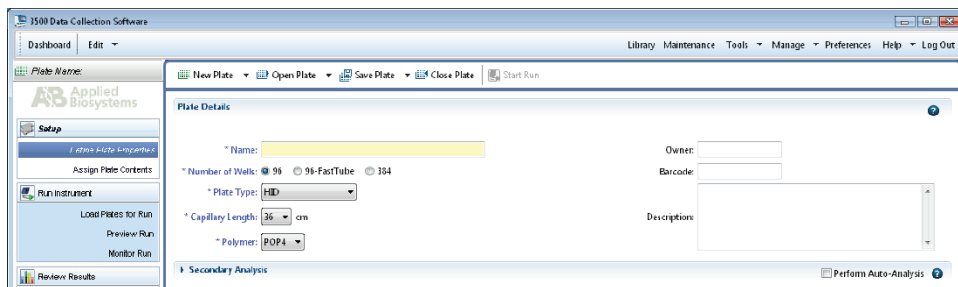 3500 Data Collection Software
Dashboard Edit Library Maintenance Tools Manage Preferences Help Log Out
Plate Name:
New Plate Open Plate Save Plate Close Plate Start Run
AB Applied Biosystems
Plate Details
Setup
Define Plate Properties
Assign Plate Contents
* Name:
Owner:
* Number of Wells: 96 96-FastTube 384
Barcode:
* Plate Type: HID
* Capillary Length: 36 cm
Description:
* Polymer: POP4
Run Instrument
Load Plates for Run
Preview Run
Monitor Run
Review Results
Secondary Analysis
Perform Auto-Analysis